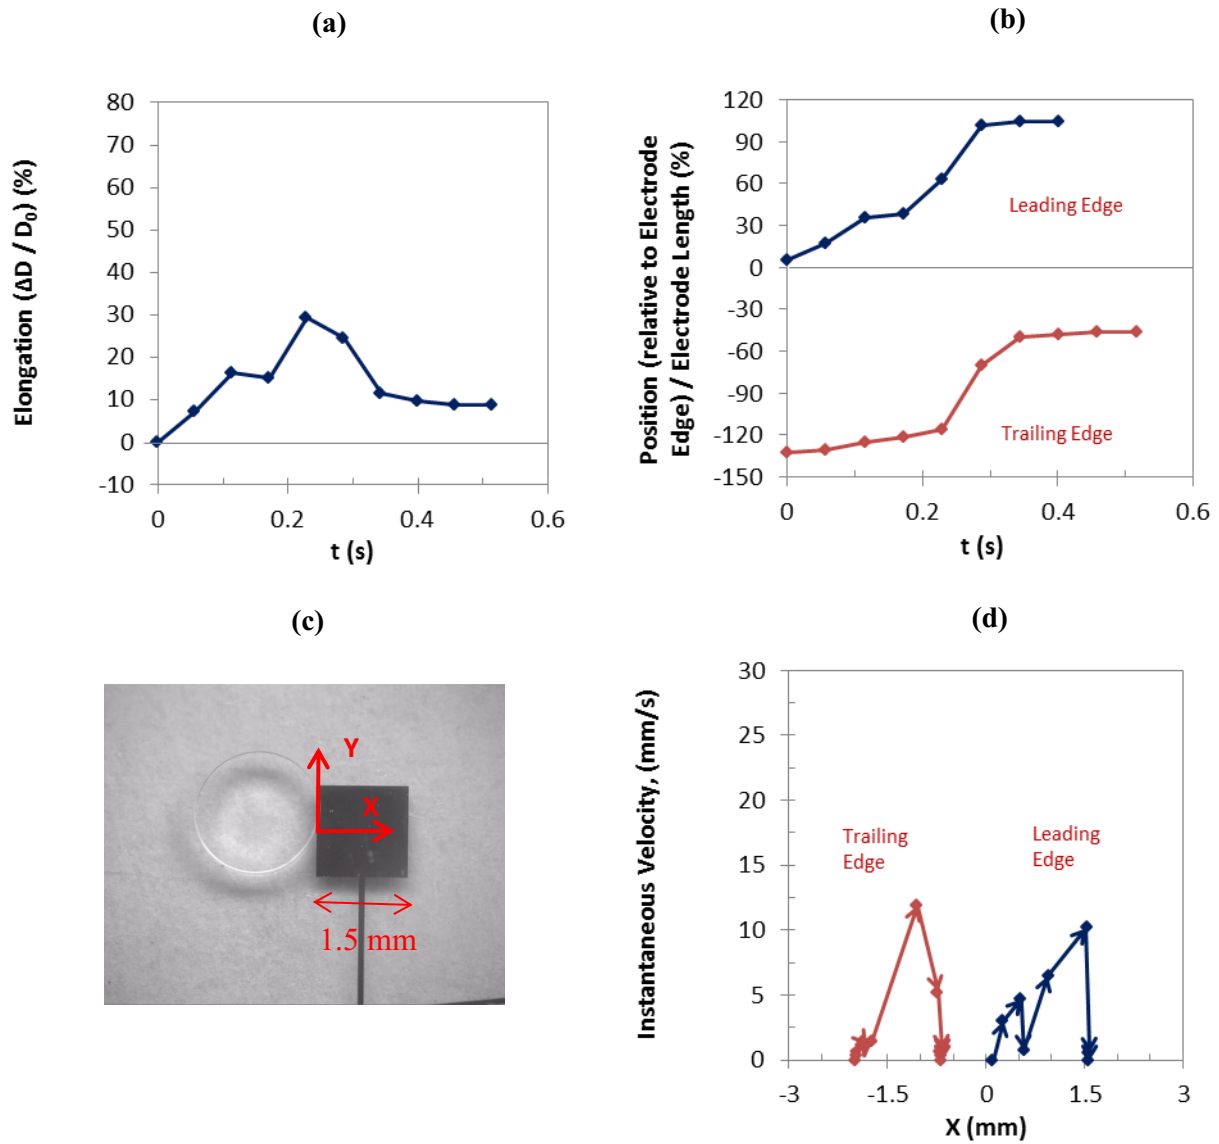 (a)
Elongation (ΔD / D₀) (%)
80
70
60
50
40
30
20
10
0
-10
0
0.2
0.4
0.6
t (s)
(b)
Position (relative to Electrode
Edge) / Electrode Length (%)
120
90
60
30
0
-30
-60
-90
-120
-150
Leading Edge
Trailing Edge
0
0.2
0.4
0.6
t (s)
(c)
Y
X
1.5 mm
(d)
Instantaneous Velocity, (mm/s)
30
25
20
15
10
5
0
Trailing
Edge
Leading
Edge
-3
-1.5
0
1.5
3
X (mm)